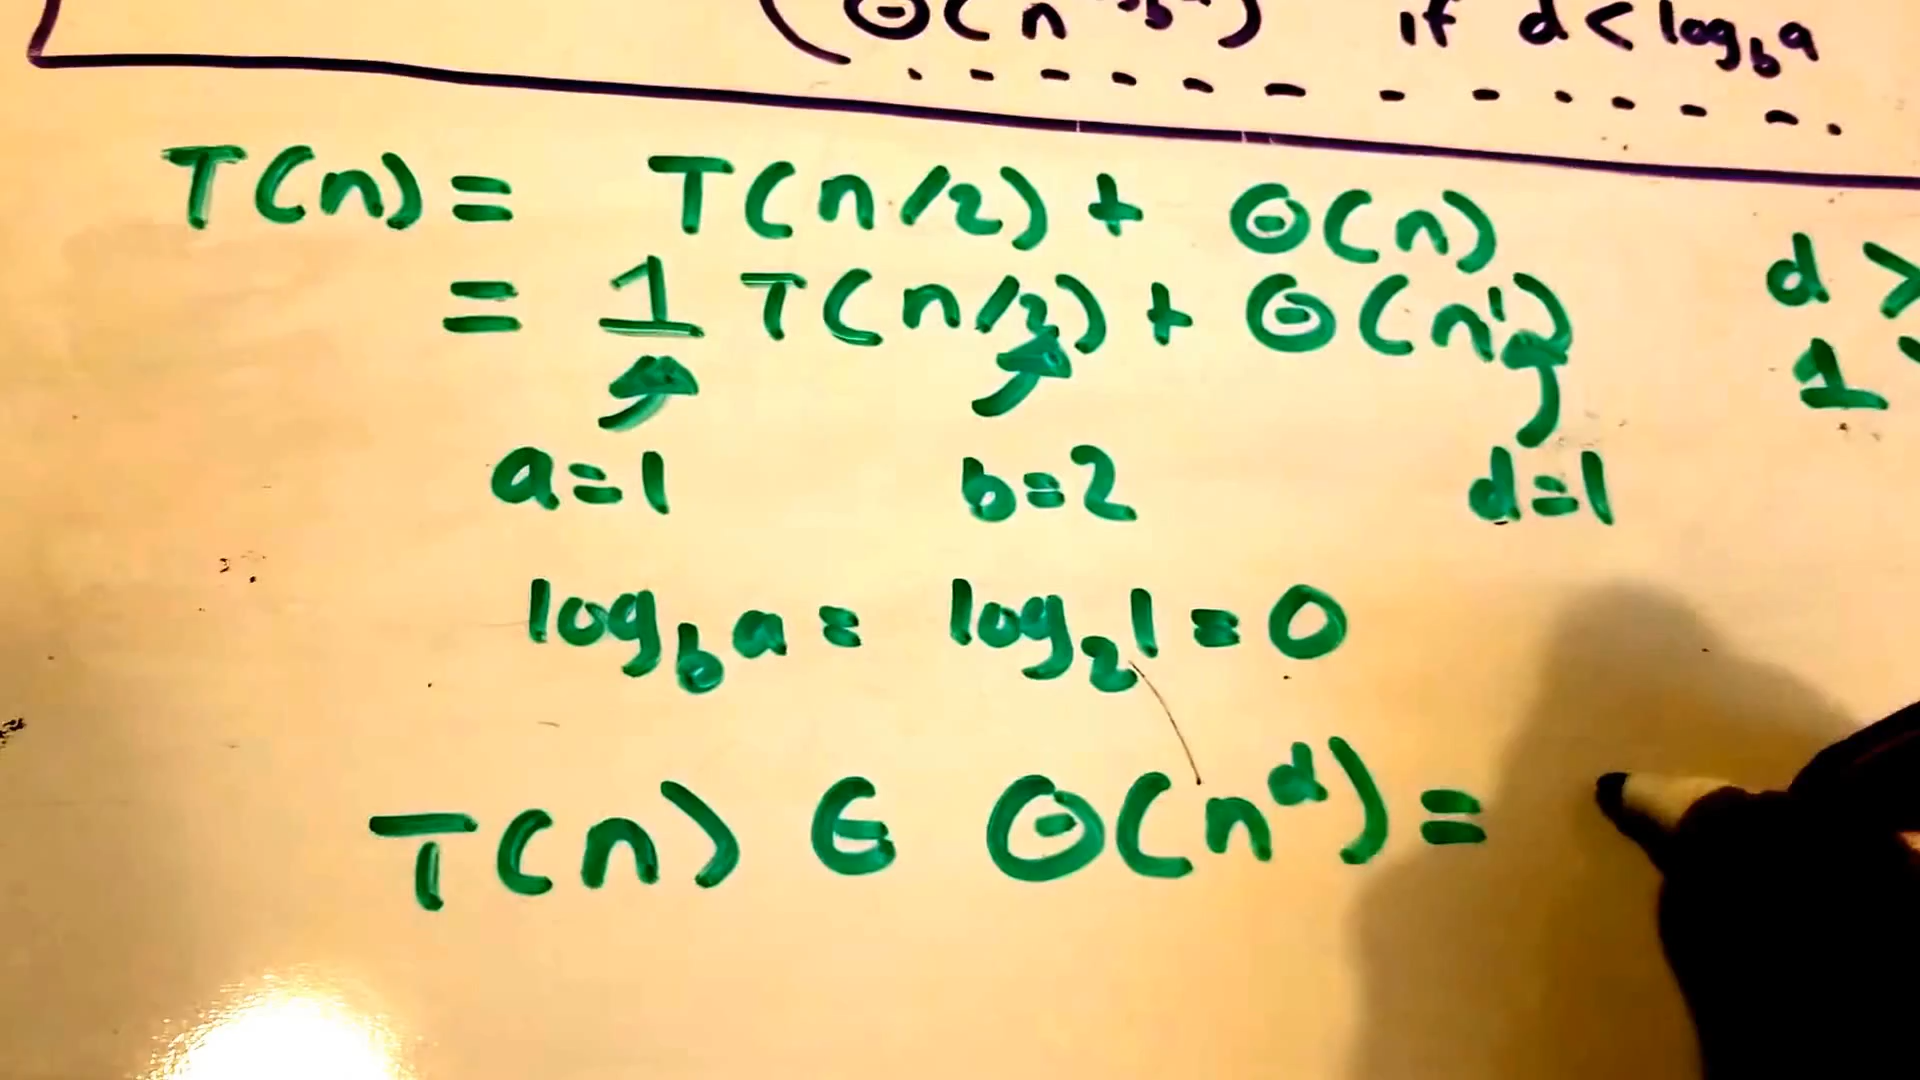 Θ(n if d < log_b a
T(n) = T(n/2) + Θ(n)
= 1 T(n/2) + Θ(n¹)
d >
1
a=1 b=2 d=1
log_b a = log_2 1 = 0
T(n) ∈ Θ(n^d) =